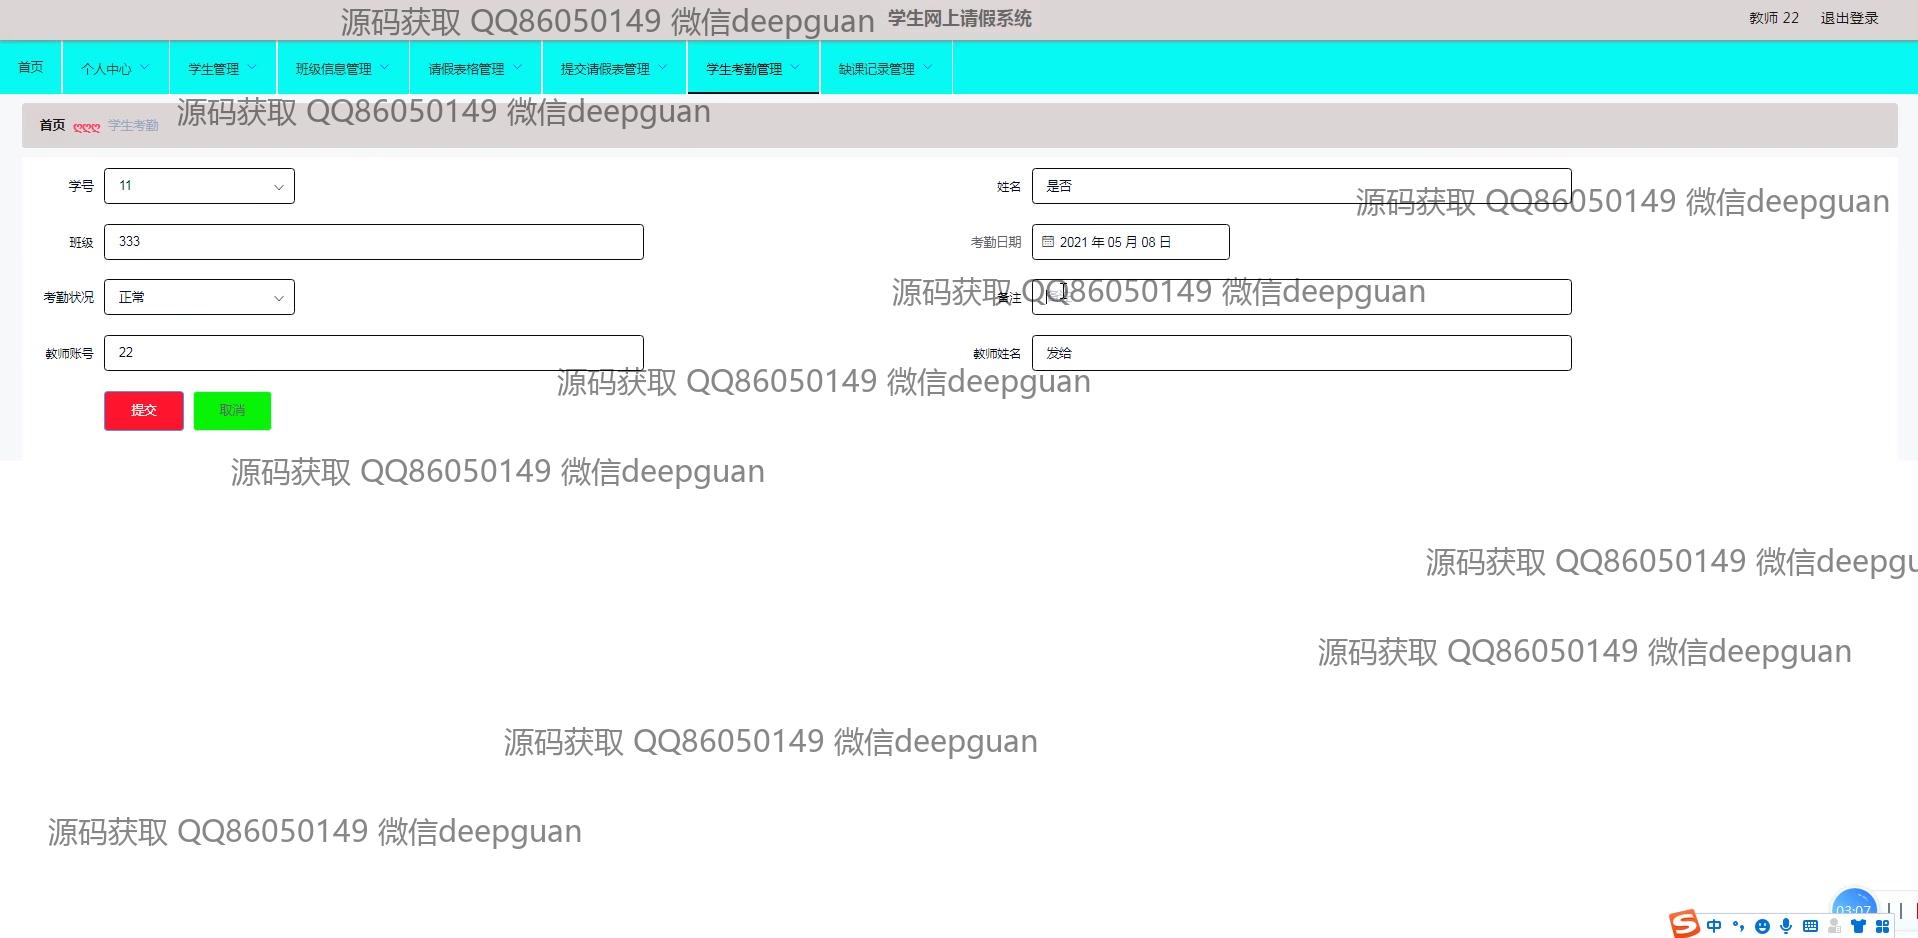 源码获取 QQ86050149 微信deepguan 学生网上请假系统 教师 22 退出登录
首页 个人中心 学生管理 班级信息管理 请假表格管理 提交请假表管理 学生考勤管理 缺课记录管理
源码获取 QQ86050149 微信deepguan
首页 ღღღ 学生考勤
学号 11 姓名 是否
源码获取 QQ86050149 微信deepguan
班级 333 考勤日期 2021 年 05 月 08 日
考勤状况 正常 备注
源码获取 QQ86050149 微信deepguan
教师账号 22 教师姓名 发给
源码获取 QQ86050149 微信deepguan
提交 取消
源码获取 QQ86050149 微信deepguan
源码获取 QQ86050149 微信deepgu
源码获取 QQ86050149 微信deepguan
源码获取 QQ86050149 微信deepguan
源码获取 QQ86050149 微信deepguan
03:07
中